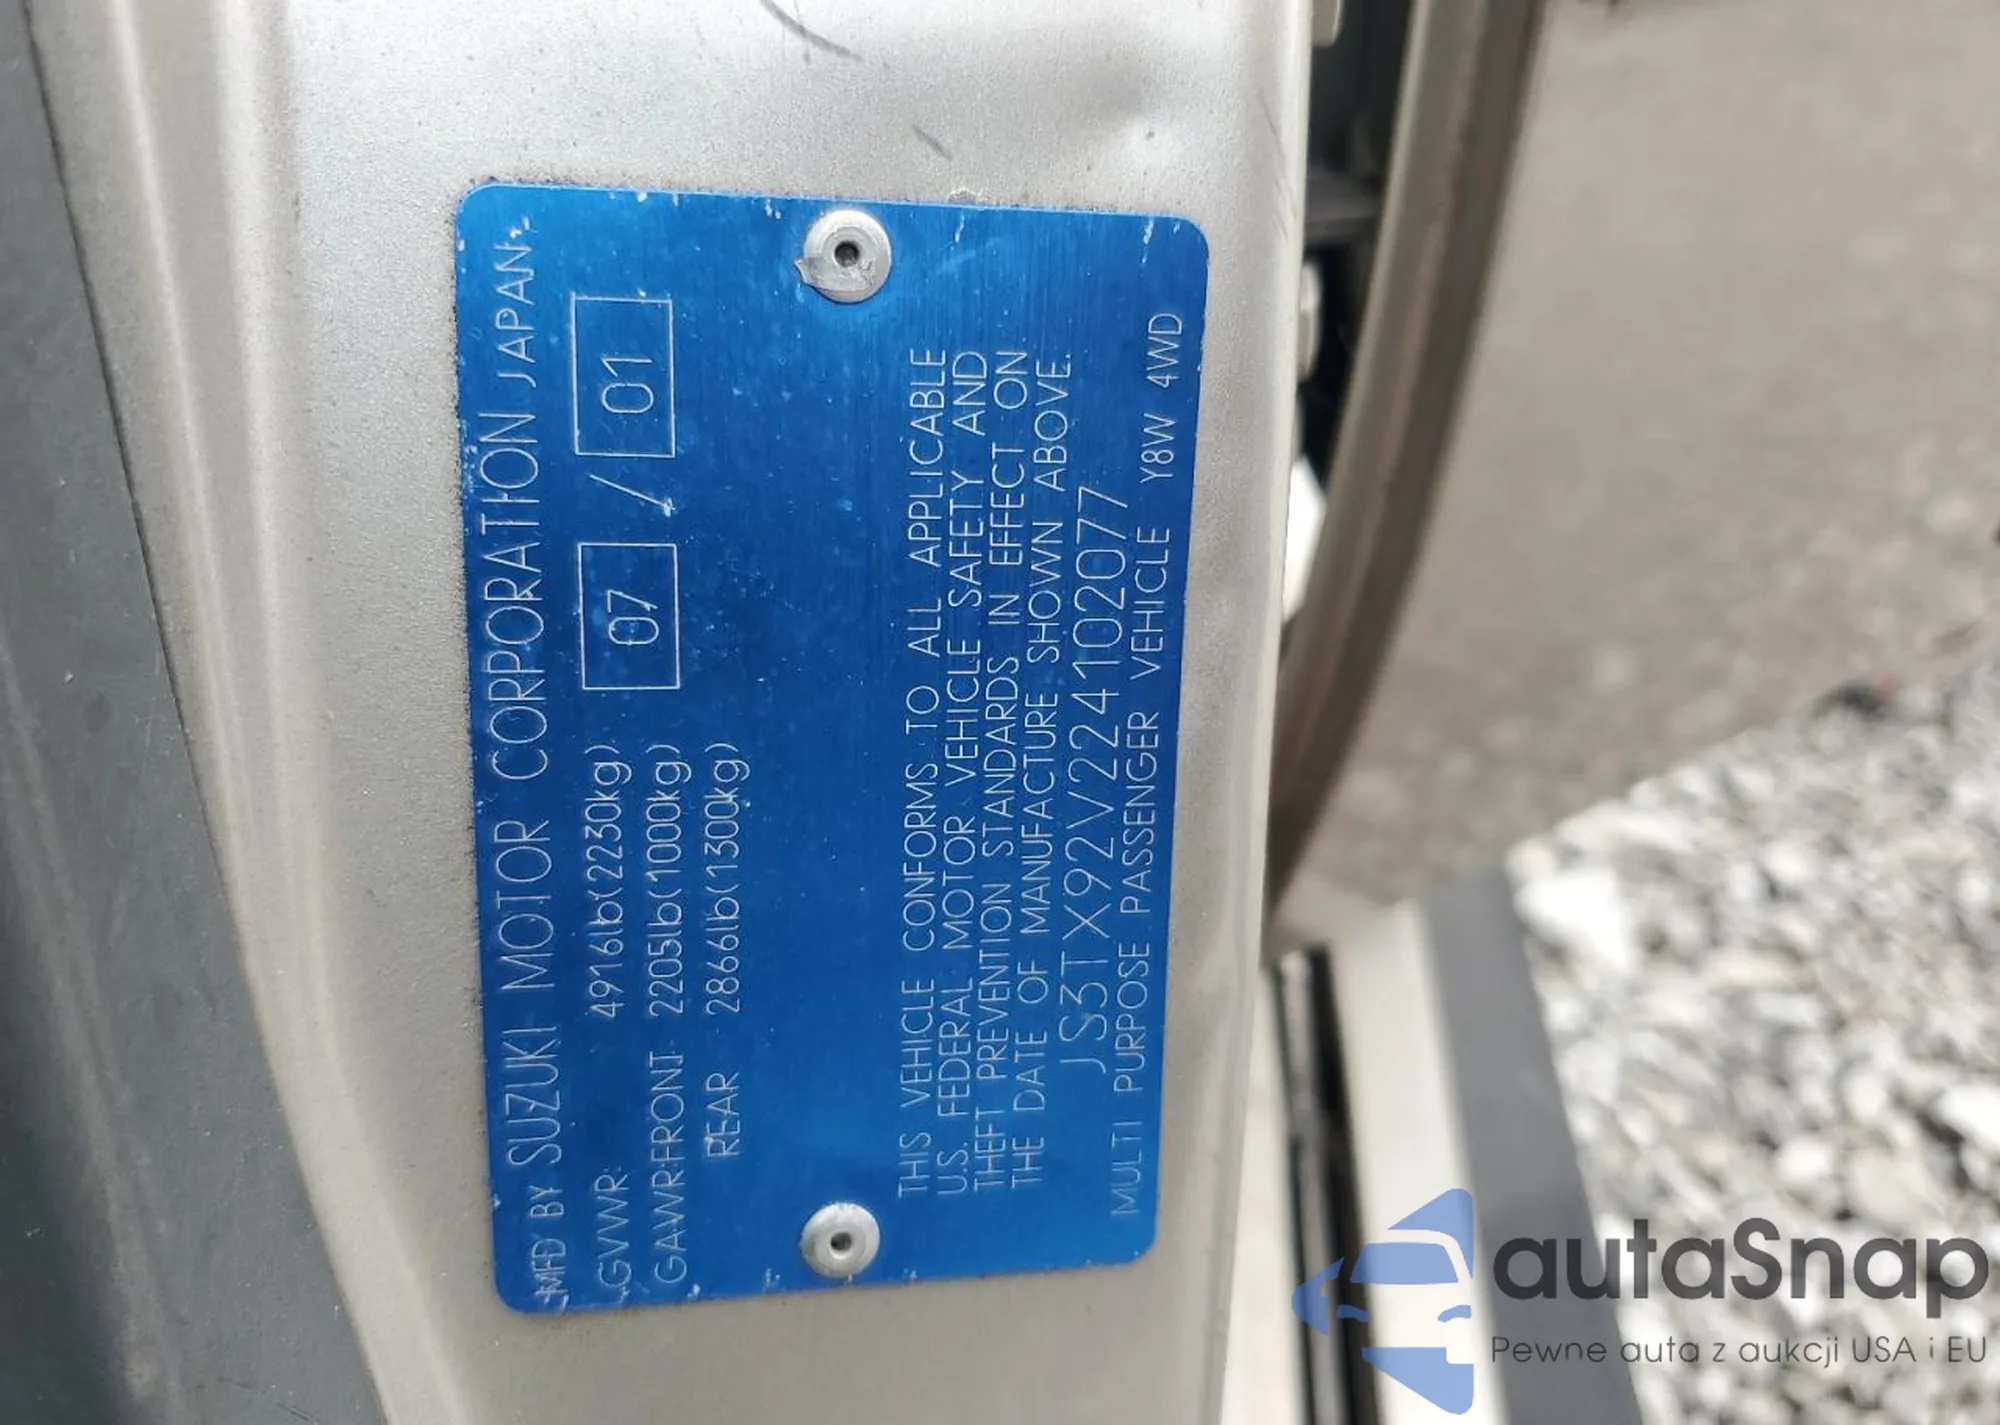 MFD BY SUZUKI MOTOR CORPORATION JAPAN
07 / 01
GVWR: 4916lb(2230kg)
GAWR:FRONT 2205lb(1000kg)
REAR 2866lb(1300kg)
THIS VEHICLE CONFORMS TO ALL APPLICABLE
U.S. FEDERAL MOTOR VEHICLE SAFETY AND
THEFT PREVENTION STANDARDS IN EFFECT ON
THE DATE OF MANUFACTURE SHOWN ABOVE.
JS3TX92V224102077
MULTI PURPOSE PASSENGER VEHICLE Y8W 4WD
autaSnap
Pewne auta z aukcji USA i EU